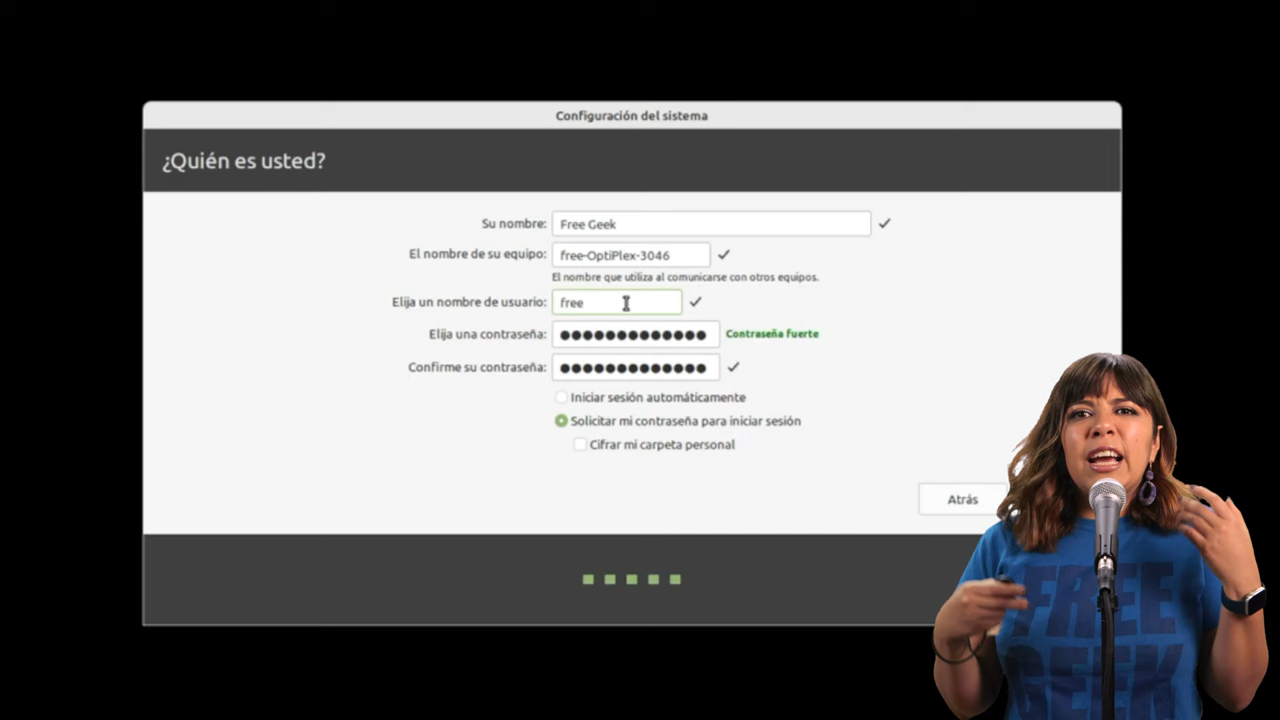 Configuración del sistema
¿Quién es usted?
Su nombre: Free Geek
El nombre de su equipo: free-OptiPlex-3046
El nombre que utiliza al comunicarse con otros equipos.
Elija un nombre de usuario: free
Elija una contraseña: ●●●●●●●●●●●●● Contraseña fuerte
Confirme su contraseña: ●●●●●●●●●●●●●
Iniciar sesión automáticamente
Solicitar mi contraseña para iniciar sesión
Cifrar mi carpeta personal
Atrás
FREE
GEEK